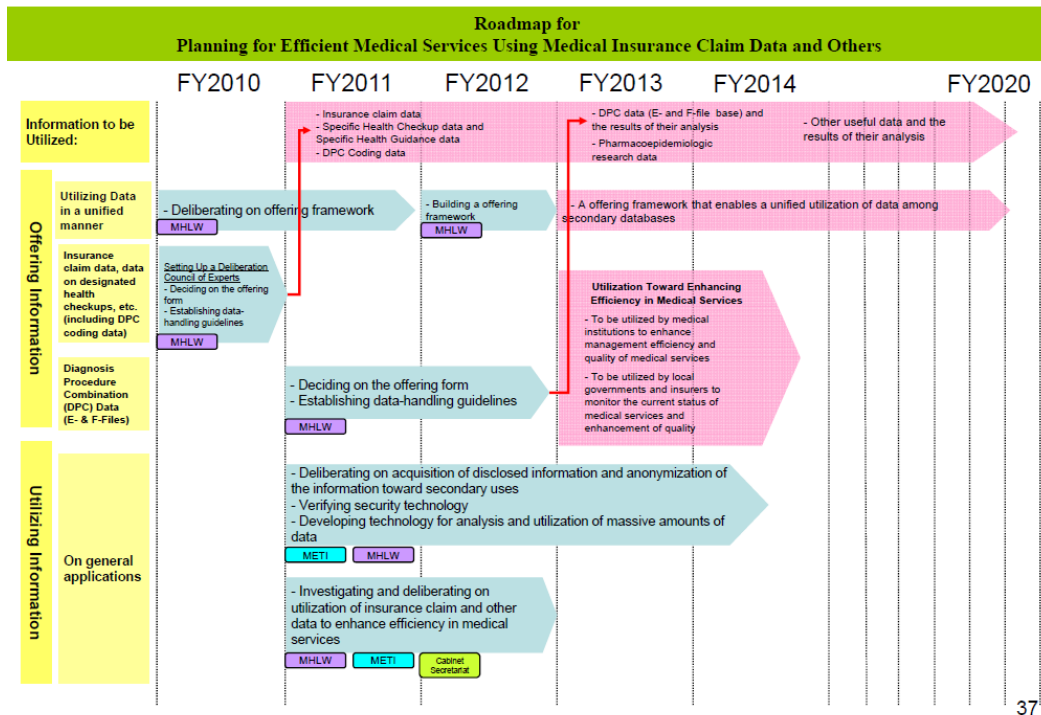 Roadmap for
Planning for Efficient Medical Services Using Medical Insurance Claim Data and Others
FY2010
FY2011
FY2012
FY2013
FY2014
FY2020
Information to be
Utilized:
- Insurance claim data
- Specific Health Checkup data and
Specific Health Guidance data
- DPC Coding data
- DPC data (E- and F-file base) and
the results of their analysis
- Pharmacoepidemiologic
research data
- Other useful data and the
results of their analysis
Offering Information
Utilizing Data
in a unified
manner
- Deliberating on offering framework
MHLW
- Building a offering
framework
MHLW
- A offering framework that enables a unified utilization of data among
secondary databases
Insurance
claim data, data
on designated
health
checkups, etc.
(including DPC
coding data)
Setting Up a Deliberation
Council of Experts
- Deciding on the offering
form
- Establishing data-
handling guidelines
MHLW
Utilization Toward Enhancing
Efficiency in Medical Services
- To be utilized by medical
institutions to enhance
management efficiency and
quality of medical services
- To be utilized by local
governments and insurers to
monitor the current status of
medical services and
enhancement of quality
Diagnosis
Procedure
Combination
(DPC) Data
(E- & F-Files)
- Deciding on the offering form
- Establishing data-handling guidelines
MHLW
Utilizing Information
On general
applications
- Deliberating on acquisition of disclosed information and anonymization of
the information toward secondary uses
- Verifying security technology
- Developing technology for analysis and utilization of massive amounts of
data
METI
MHLW
- Investigating and deliberating on
utilization of insurance claim and other
data to enhance efficiency in medical
services
MHLW
METI
Cabinet
Secretariat
37